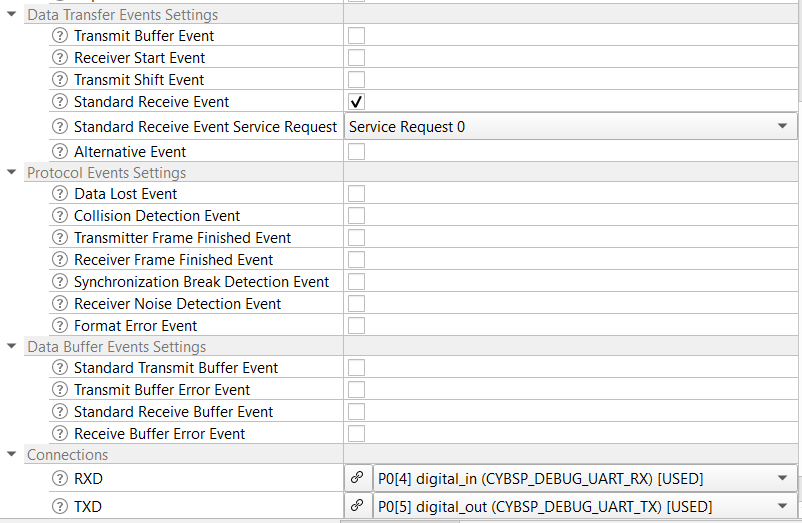 Data Transfer Events Settings
Transmit Buffer Event
Receiver Start Event
Transmit Shift Event
Standard Receive Event
Standard Receive Event Service Request Service Request 0
Alternative Event
Protocol Events Settings
Data Lost Event
Collision Detection Event
Transmitter Frame Finished Event
Receiver Frame Finished Event
Synchronization Break Detection Event
Receiver Noise Detection Event
Format Error Event
Data Buffer Events Settings
Standard Transmit Buffer Event
Transmit Buffer Error Event
Standard Receive Buffer Event
Receive Buffer Error Event
Connections
RXD P0[4] digital_in (CYBSP_DEBUG_UART_RX) [USED]
TXD P0[5] digital_out (CYBSP_DEBUG_UART_TX) [USED]